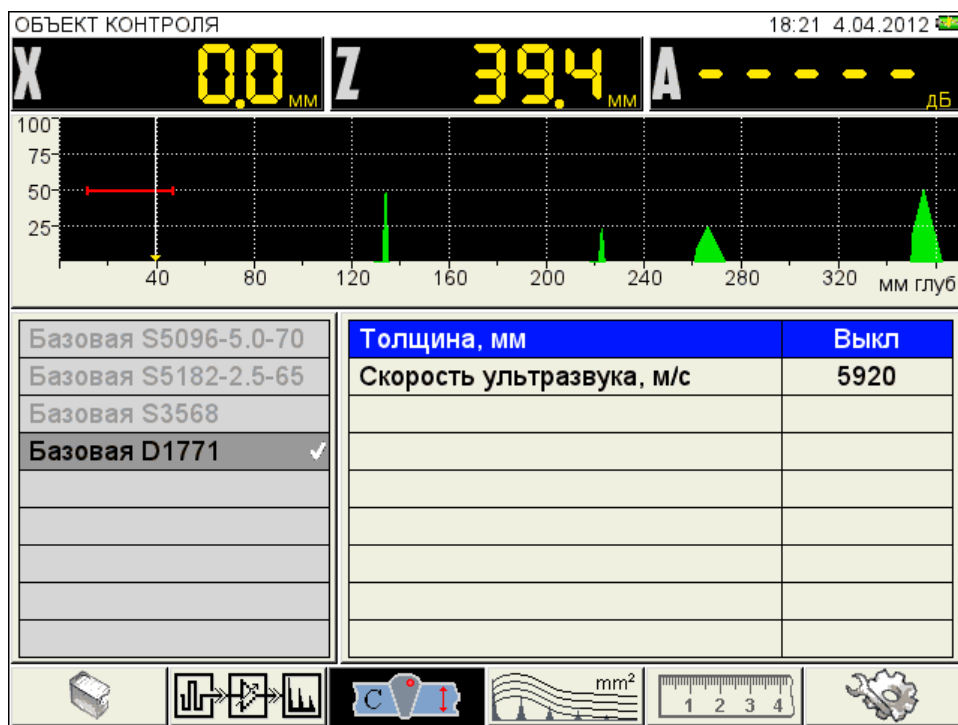 ОБЪЕКТ КОНТРОЛЯ 18:21 4.04.2012
X 0.0 мм Z 39.4 мм A - - - - - дБ
100
75
50
25
40 80 120 160 200 240 280 320 мм глуб
Базовая S5096-5.0-70
Базовая S5182-2.5-65
Базовая S3568
Базовая D1771
Толщина, мм Выкл
Скорость ультразвука, м/с 5920
C mm² 1 2 3 4